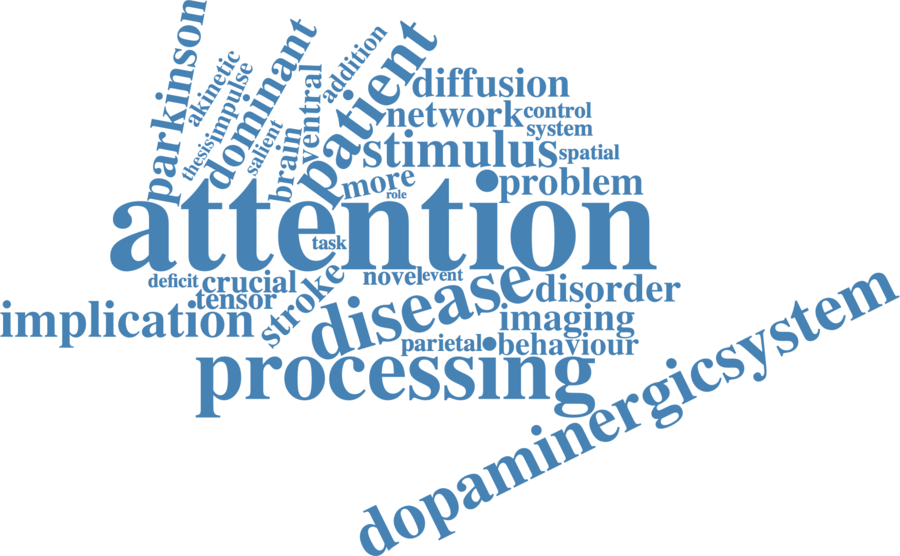 parkinson
akinetic
thesis
impulse
dominant
salient
brain
ventral
addition
patient
diffusion
network
control
system
stimulus
spatial
more
role
problem
attention
task
deficit
crucial
tensor
novel
event
stroke
disease
disorder
implication
imaging
parietal
behaviour
processing
dopaminergicsystem